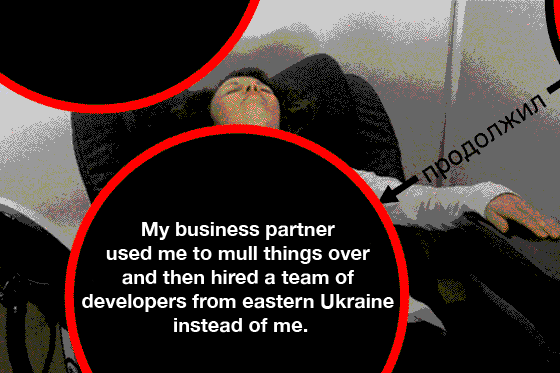 продолжил
My business partner
used me to mull things over
and then hired a team of
developers from eastern Ukraine
instead of me.